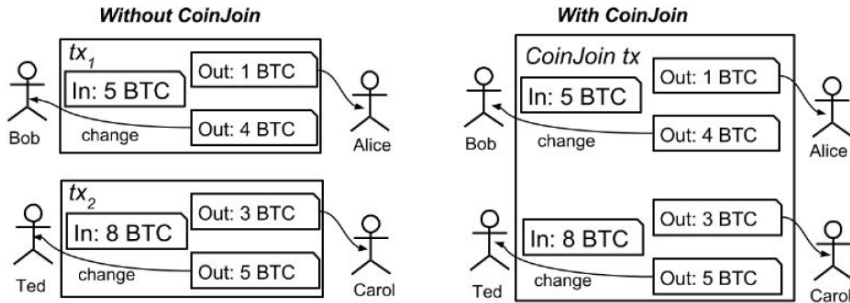 Without CoinJoin
tx1
In: 5 BTC
Out: 1 BTC
Out: 4 BTC
change
Bob
Alice
tx2
In: 8 BTC
Out: 3 BTC
Out: 5 BTC
change
Ted
Carol
With CoinJoin
CoinJoin tx
In: 5 BTC
Out: 1 BTC
Out: 4 BTC
change
Bob
Alice
In: 8 BTC
Out: 3 BTC
Out: 5 BTC
change
Ted
Carol